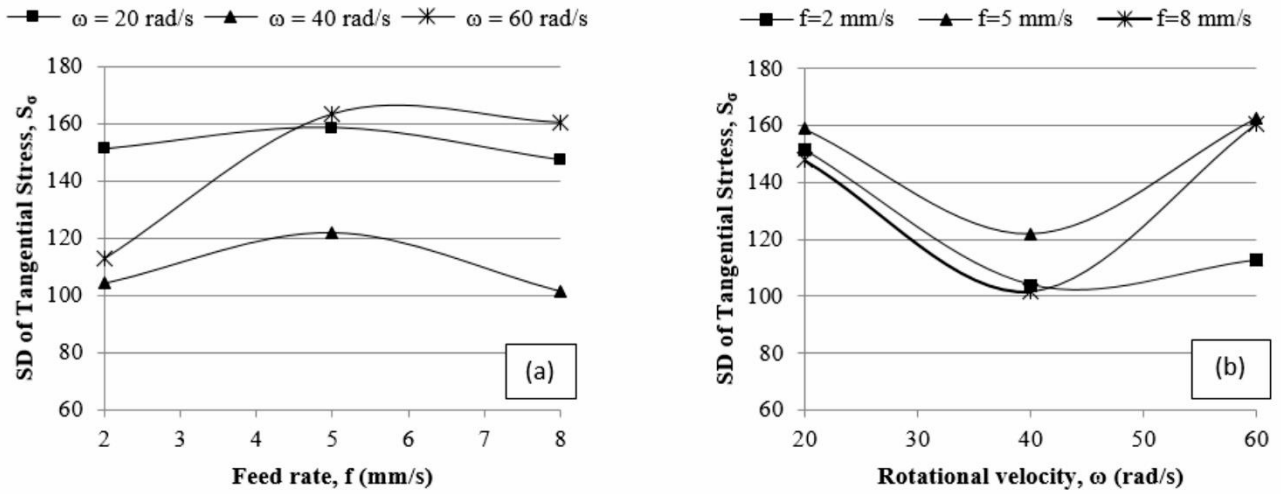 ω = 20 rad/s ω = 40 rad/s ω = 60 rad/s
SD of Tangential Stress, Sσ
180
160
140
120
100
80
60
2 3 4 5 6 7 8
Feed rate, f (mm/s)
(a)
f=2 mm/s f=5 mm/s f=8 mm/s
SD of Tangential Strtess, Sσ
180
160
140
120
100
80
60
20 30 40 50 60
Rotational velocity, ω (rad/s)
(b)